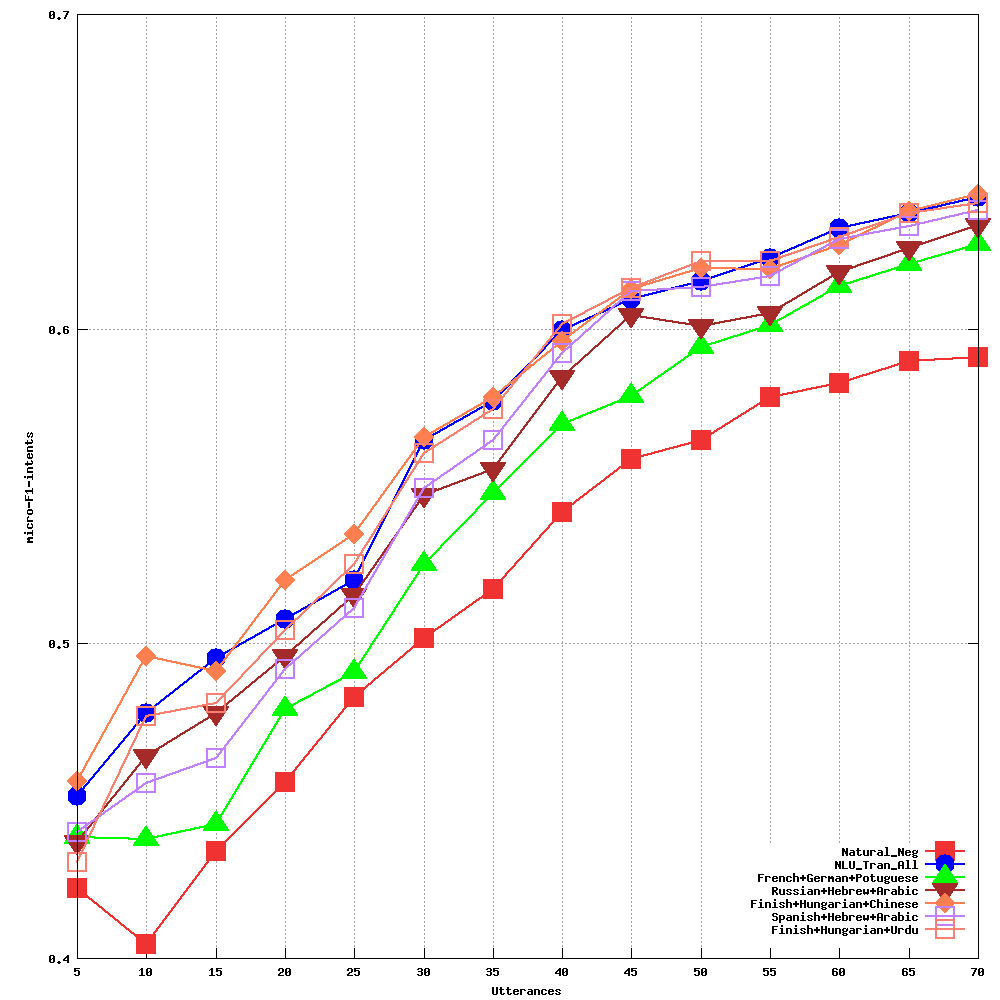 0.7
0.6
0.5
0.4
micro-F1-intents
Natural_Neg
NLU_Tran_All
French+German+Potuguese
Russian+Hebrew+Arabic
Finish+Hungarian+Chinese
Spanish+Hebrew+Arabic
Finish+Hungarian+Urdu
5 10 15 20 25 30 35 40 45 50 55 60 65 70
Utterances